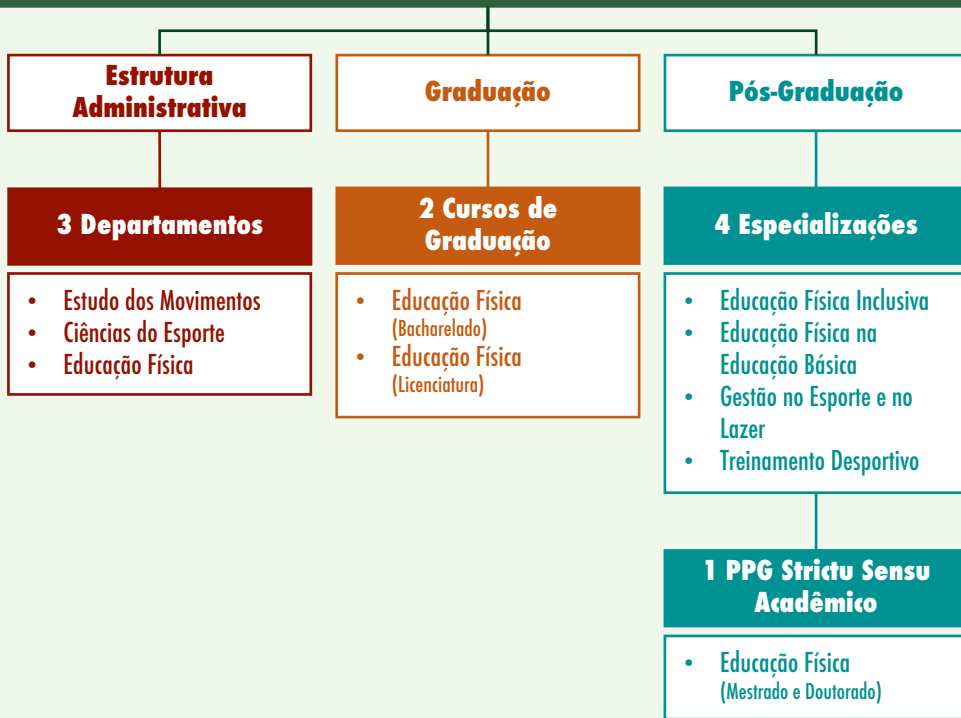 Estrutura
Administrativa
3 Departamentos
• Estudo dos Movimentos
• Ciências do Esporte
• Educação Física
Graduação
2 Cursos de
Graduação
• Educação Física
(Bacharelado)
• Educação Física
(Licenciatura)
Pós-Graduação
4 Especializações
• Educação Física Inclusiva
• Educação Física na
Educação Básica
• Gestão no Esporte e no
Lazer
• Treinamento Desportivo
1 PPG Strictu Sensu
Acadêmico
• Educação Física
(Mestrado e Doutorado)